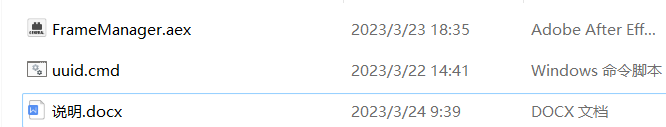 FrameManager.aex 2023/3/23 18:35 Adobe After Eff...
uuid.cmd 2023/3/22 14:41 Windows 命令脚本
说明.docx 2023/3/24 9:39 DOCX 文档